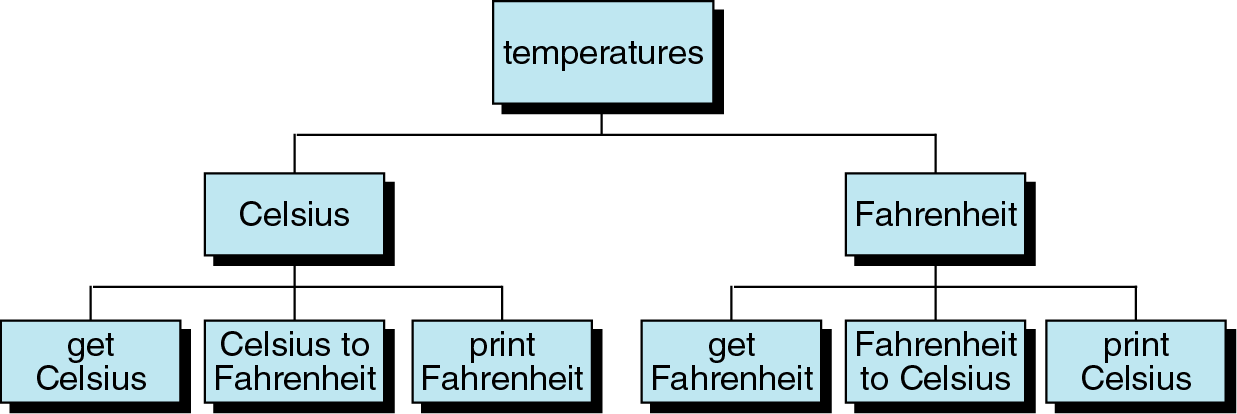 temperatures
Celsius
Fahrenheit
get
Celsius
Celsius to
Fahrenheit
print
Fahrenheit
get
Fahrenheit
Fahrenheit
to Celsius
print
Celsius